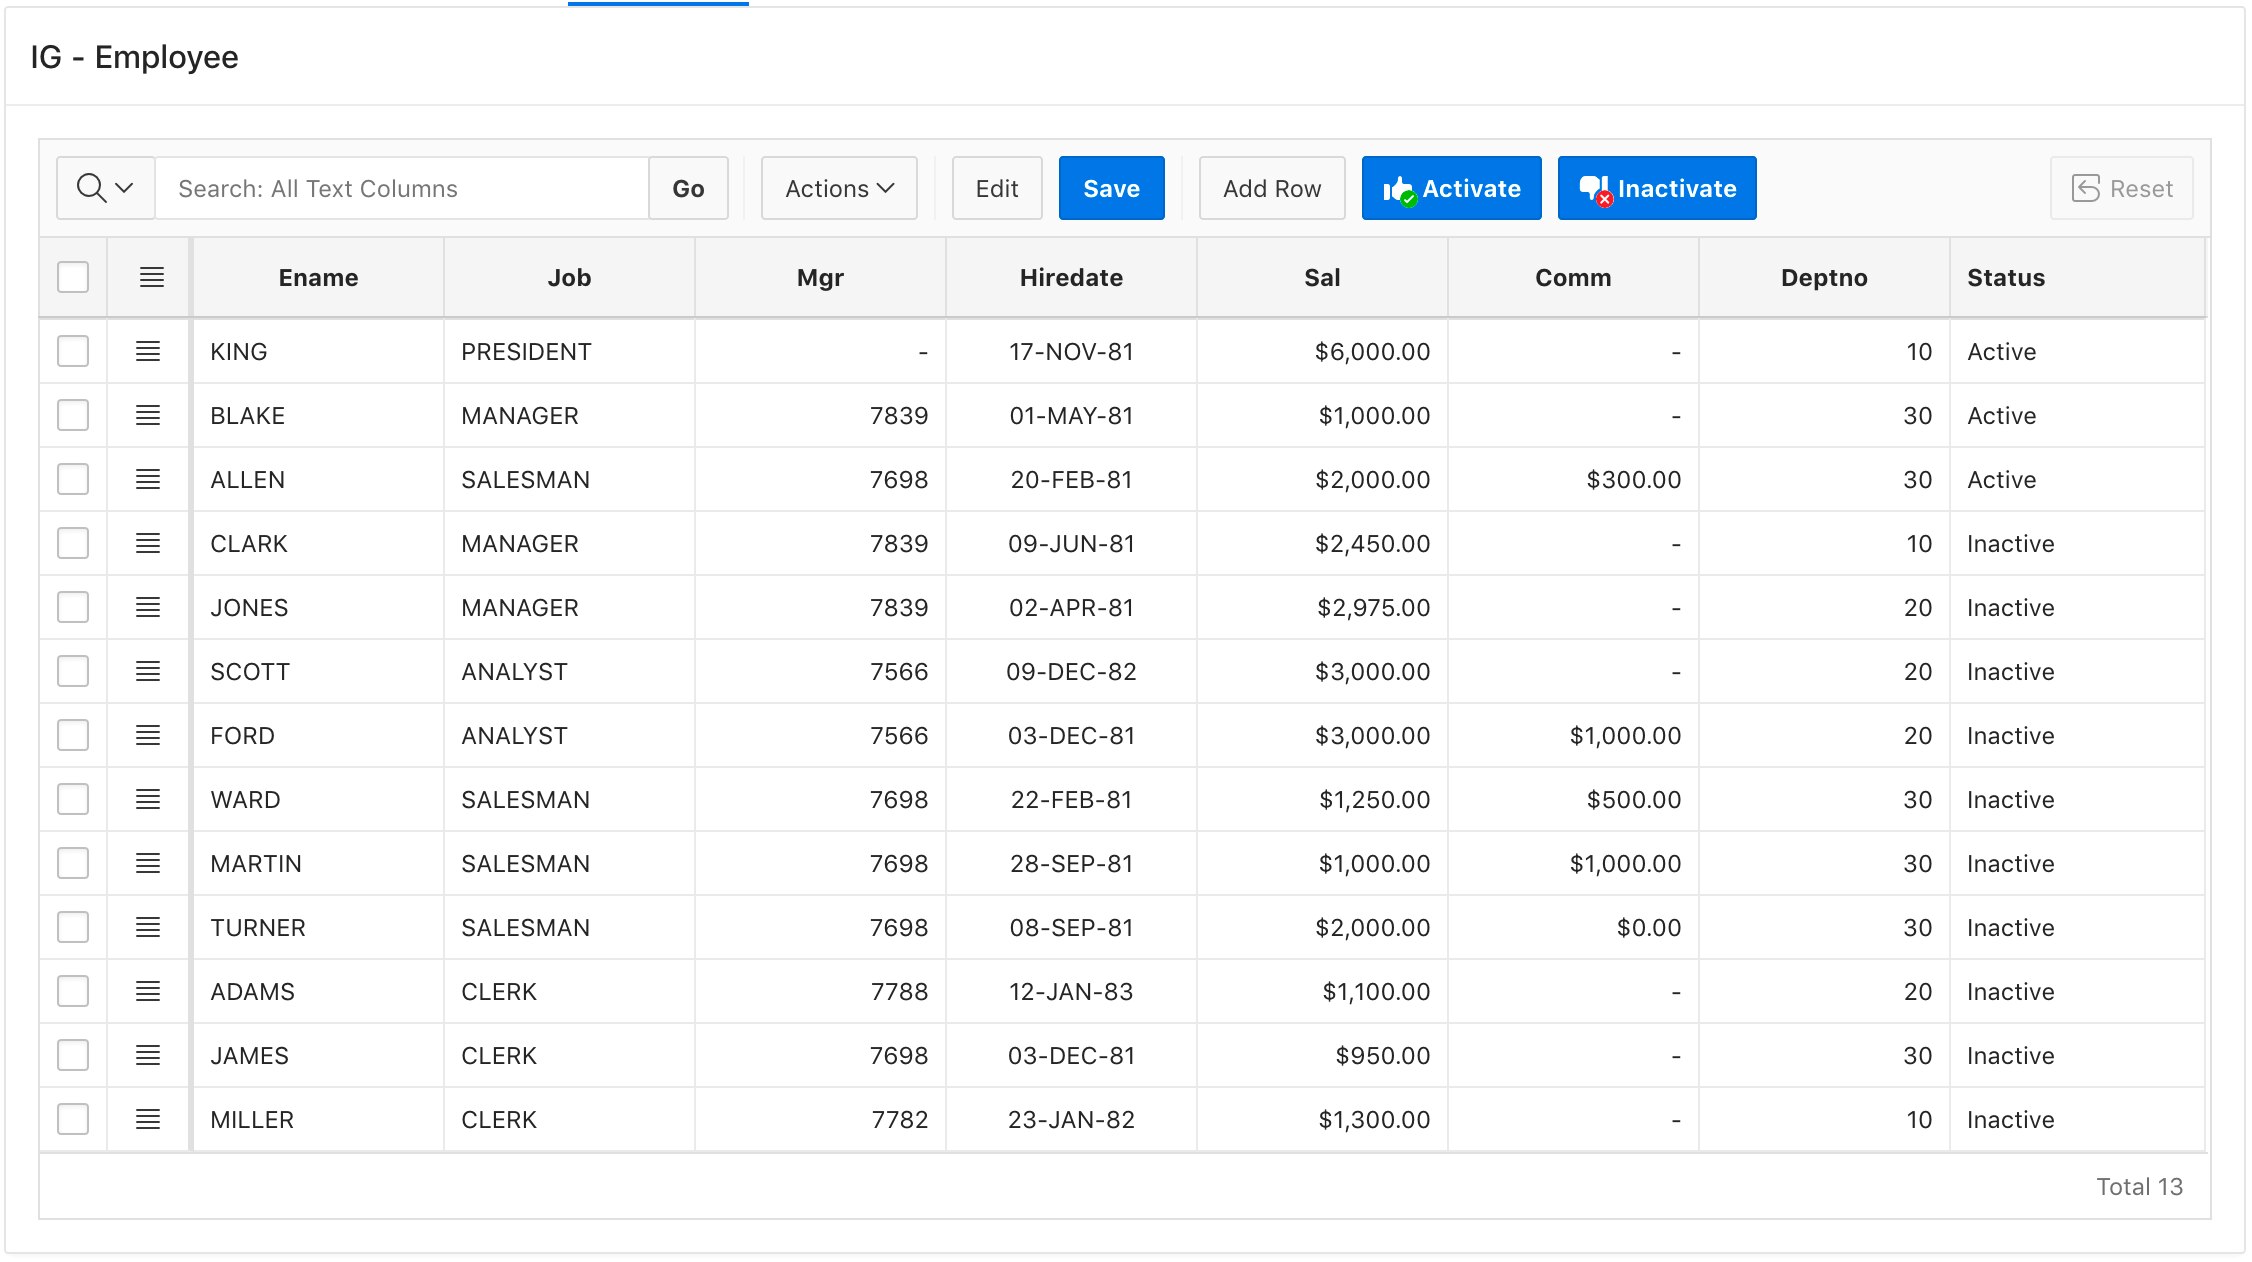 IG - Employee
Search: All Text Columns Go Actions Edit Save Add Row Activate Inactivate Reset
Ename Job Mgr Hiredate Sal Comm Deptno Status
KING PRESIDENT - 17-NOV-81 $6,000.00 - 10 Active
BLAKE MANAGER 7839 01-MAY-81 $1,000.00 - 30 Active
ALLEN SALESMAN 7698 20-FEB-81 $2,000.00 $300.00 30 Active
CLARK MANAGER 7839 09-JUN-81 $2,450.00 - 10 Inactive
JONES MANAGER 7839 02-APR-81 $2,975.00 - 20 Inactive
SCOTT ANALYST 7566 09-DEC-82 $3,000.00 - 20 Inactive
FORD ANALYST 7566 03-DEC-81 $3,000.00 $1,000.00 20 Inactive
WARD SALESMAN 7698 22-FEB-81 $1,250.00 $500.00 30 Inactive
MARTIN SALESMAN 7698 28-SEP-81 $1,000.00 $1,000.00 30 Inactive
TURNER SALESMAN 7698 08-SEP-81 $2,000.00 $0.00 30 Inactive
ADAMS CLERK 7788 12-JAN-83 $1,100.00 - 20 Inactive
JAMES CLERK 7698 03-DEC-81 $950.00 - 30 Inactive
MILLER CLERK 7782 23-JAN-82 $1,300.00 - 10 Inactive
Total 13